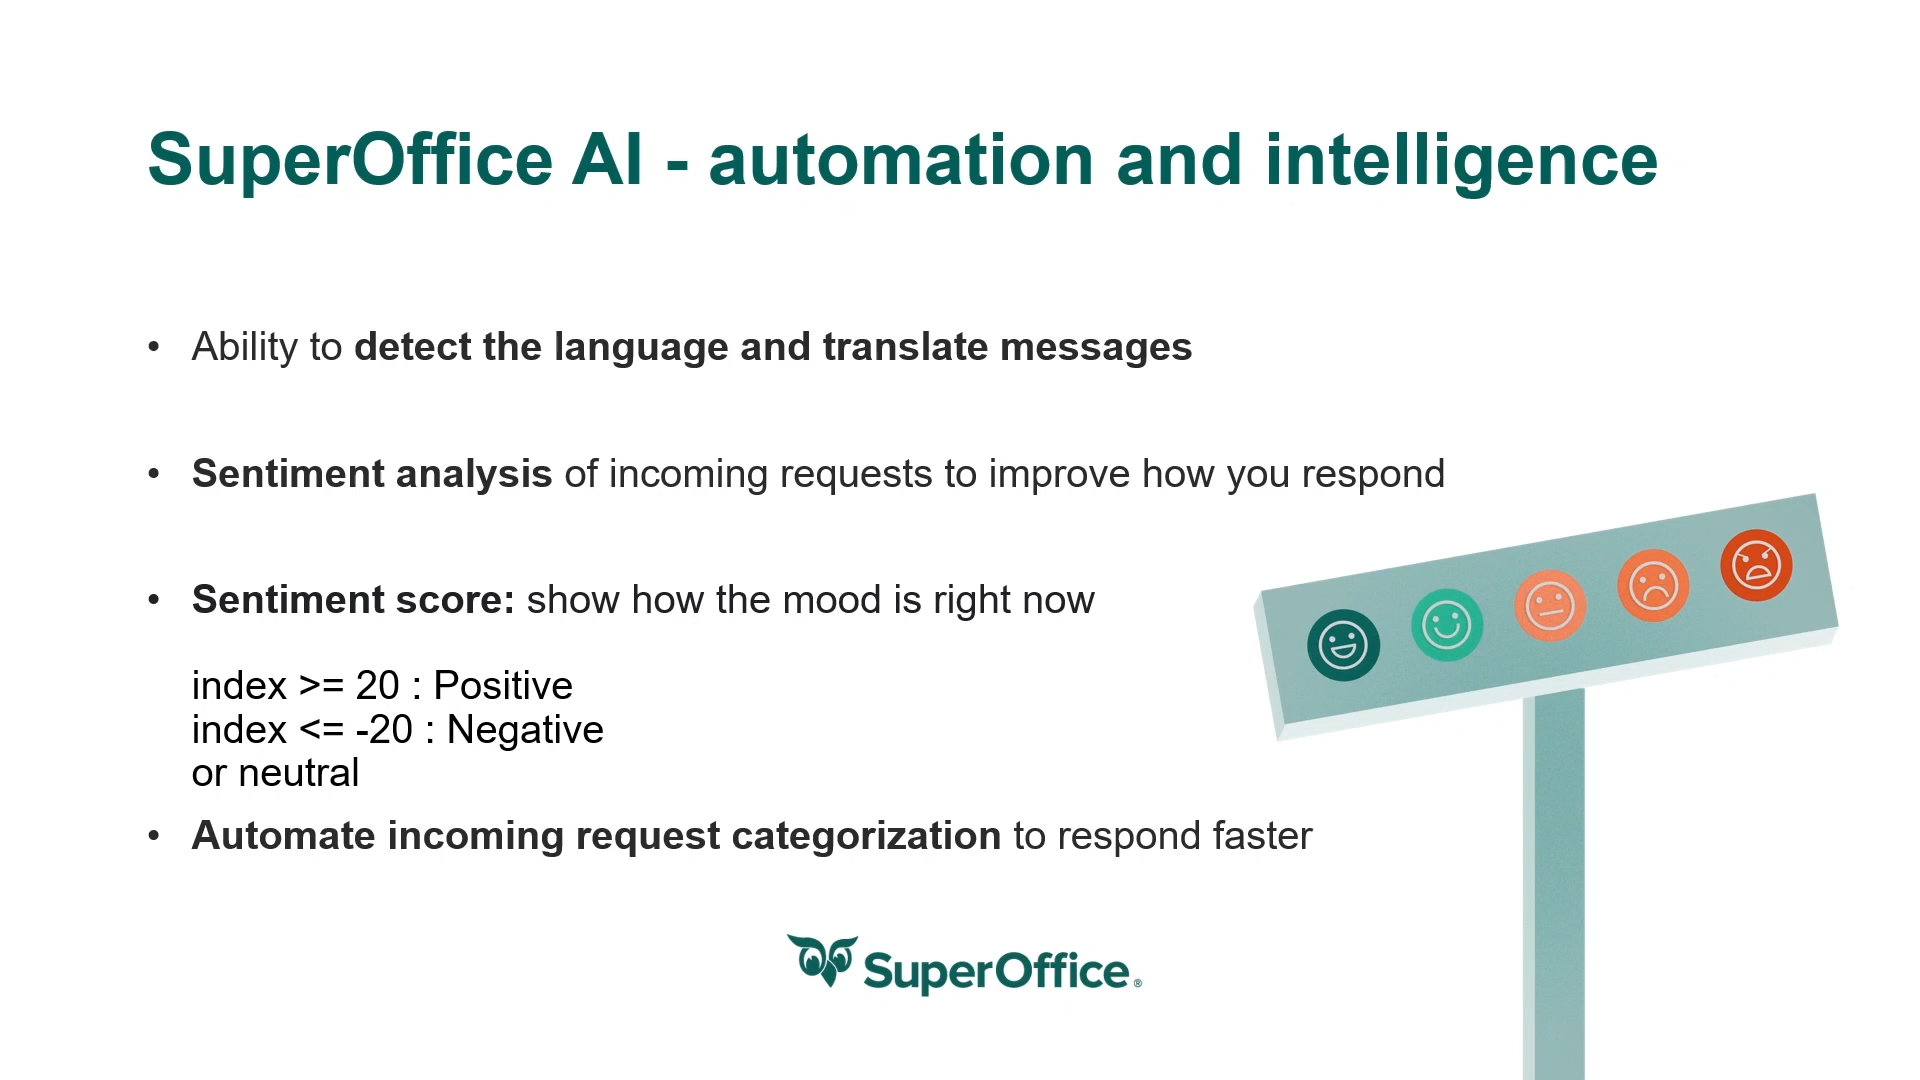 SuperOffice AI - automation and intelligence
• Ability to detect the language and translate messages
• Sentiment analysis of incoming requests to improve how you respond
• Sentiment score: show how the mood is right now
index >= 20 : Positive
index <= -20 : Negative
or neutral
• Automate incoming request categorization to respond faster
SuperOffice®